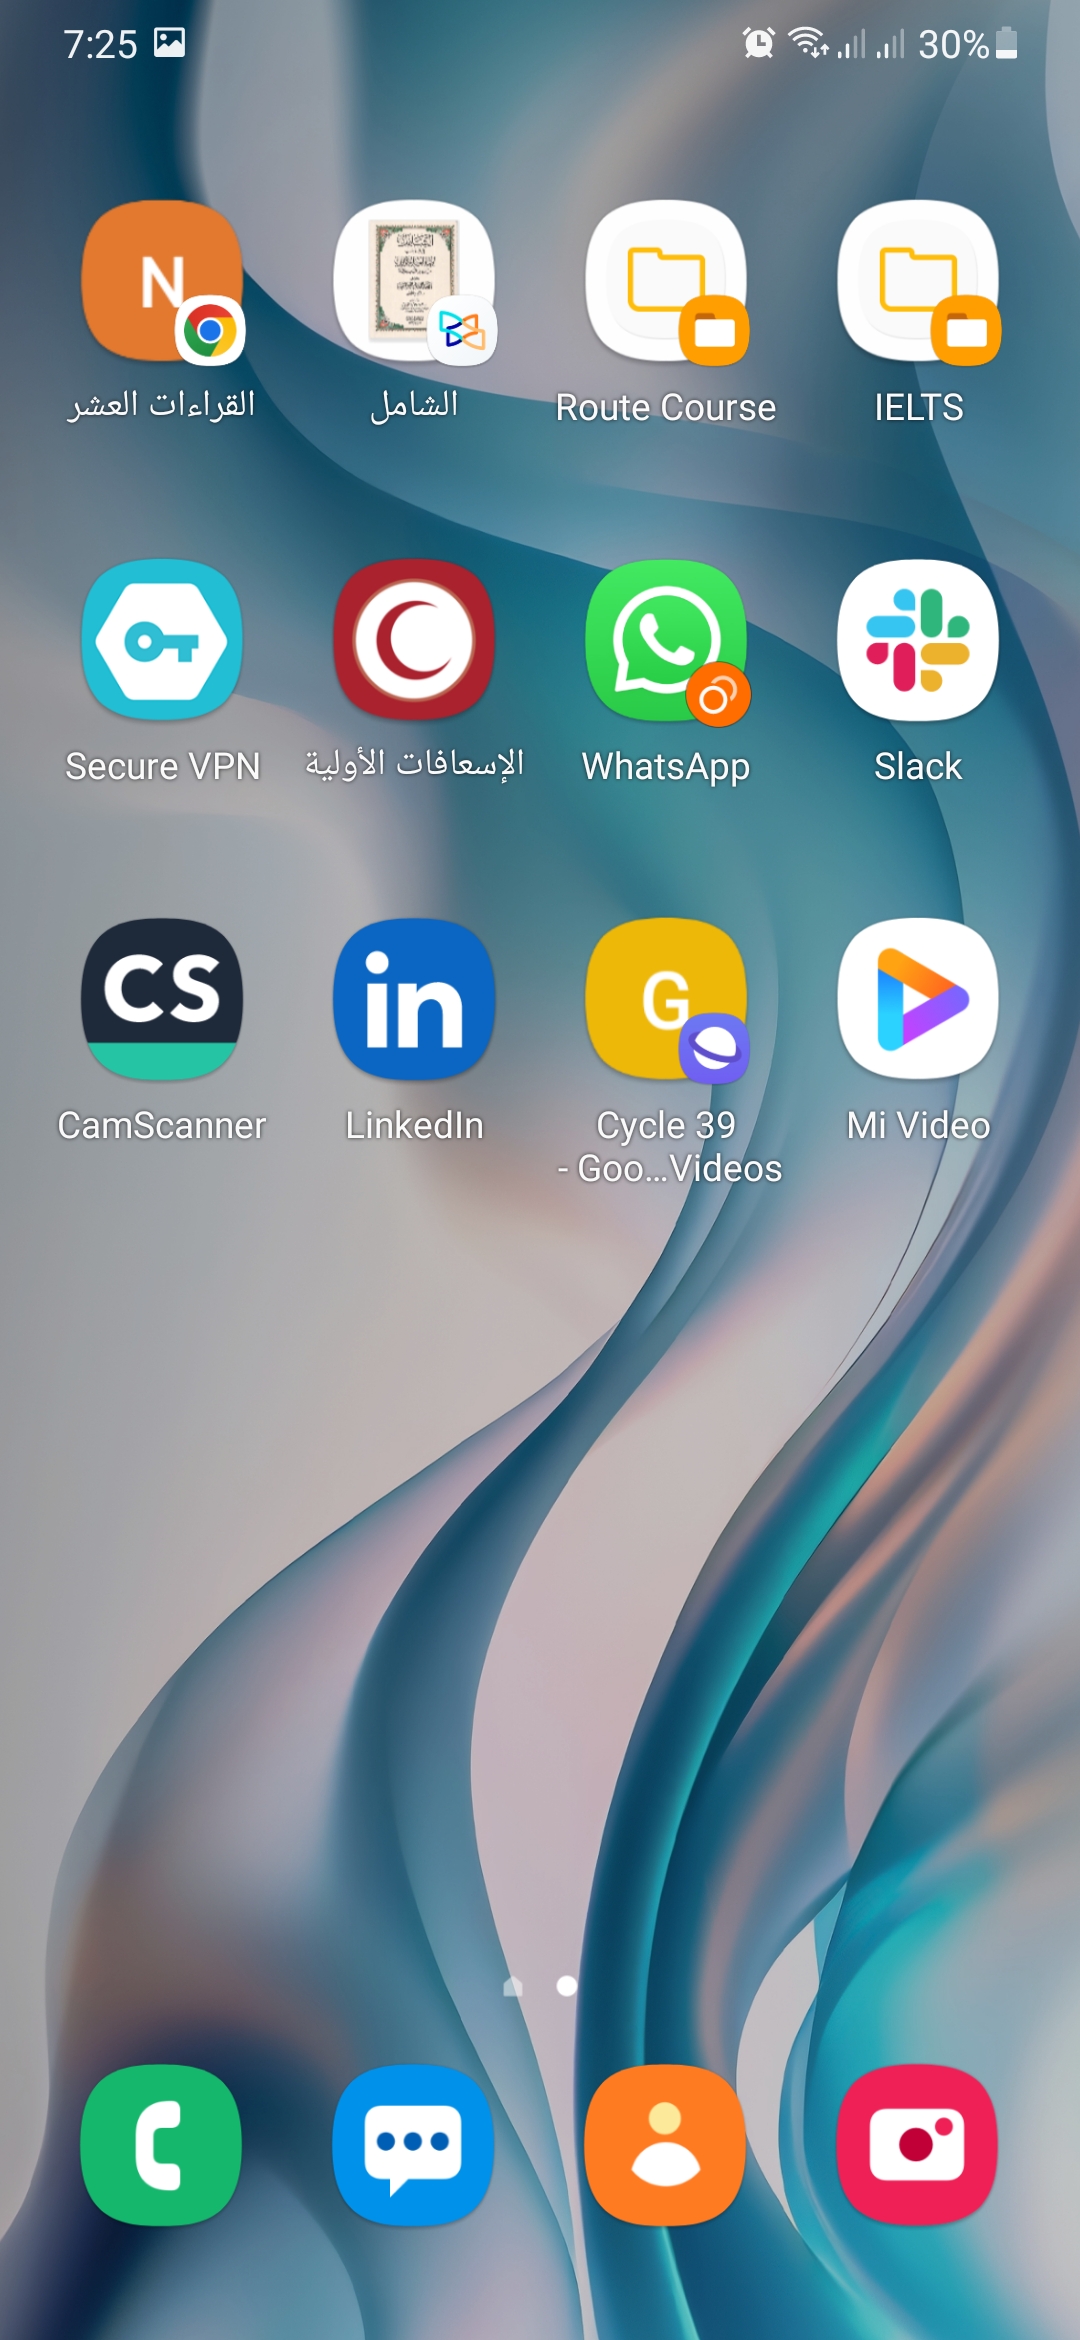 7:25
30%
N
القراءات العشر
الشامل
Route Course
IELTS
Secure VPN
الإسعافات الأولية
WhatsApp
Slack
CS
CamScanner
in
LinkedIn
G
Cycle 39
- Goo...Videos
Mi Video